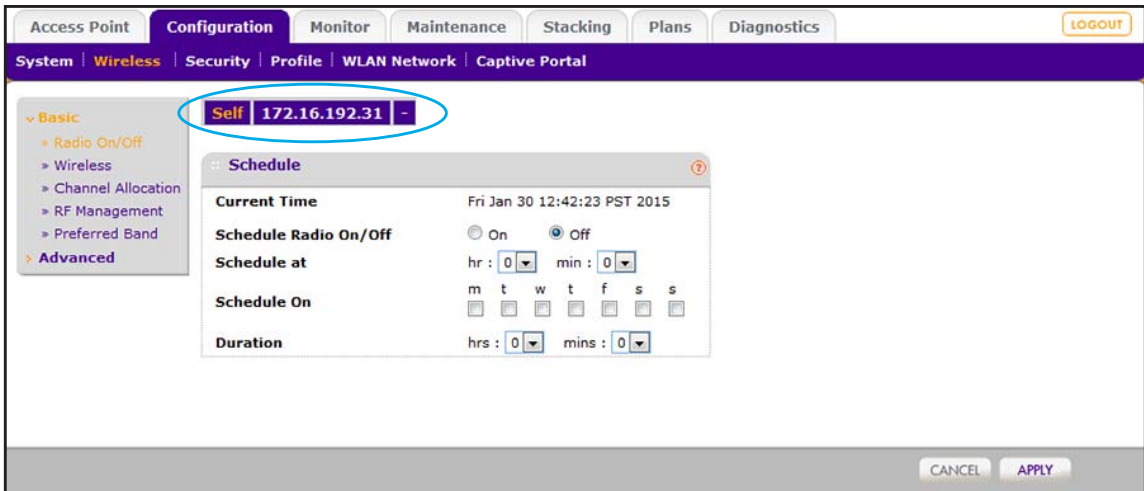 Access Point Configuration Monitor Maintenance Stacking Plans Diagnostics LOGOUT
System Wireless Security Profile WLAN Network Captive Portal
Basic
» Radio On/Off
» Wireless
» Channel Allocation
» RF Management
» Preferred Band
Advanced
Self 172.16.192.31 -
Schedule ?
Current Time Fri Jan 30 12:42:23 PST 2015
Schedule Radio On/Off On Off
Schedule at hr : 0 min : 0
m t w t f s s
Schedule On
Duration hrs : 0 mins : 0
CANCEL APPLY